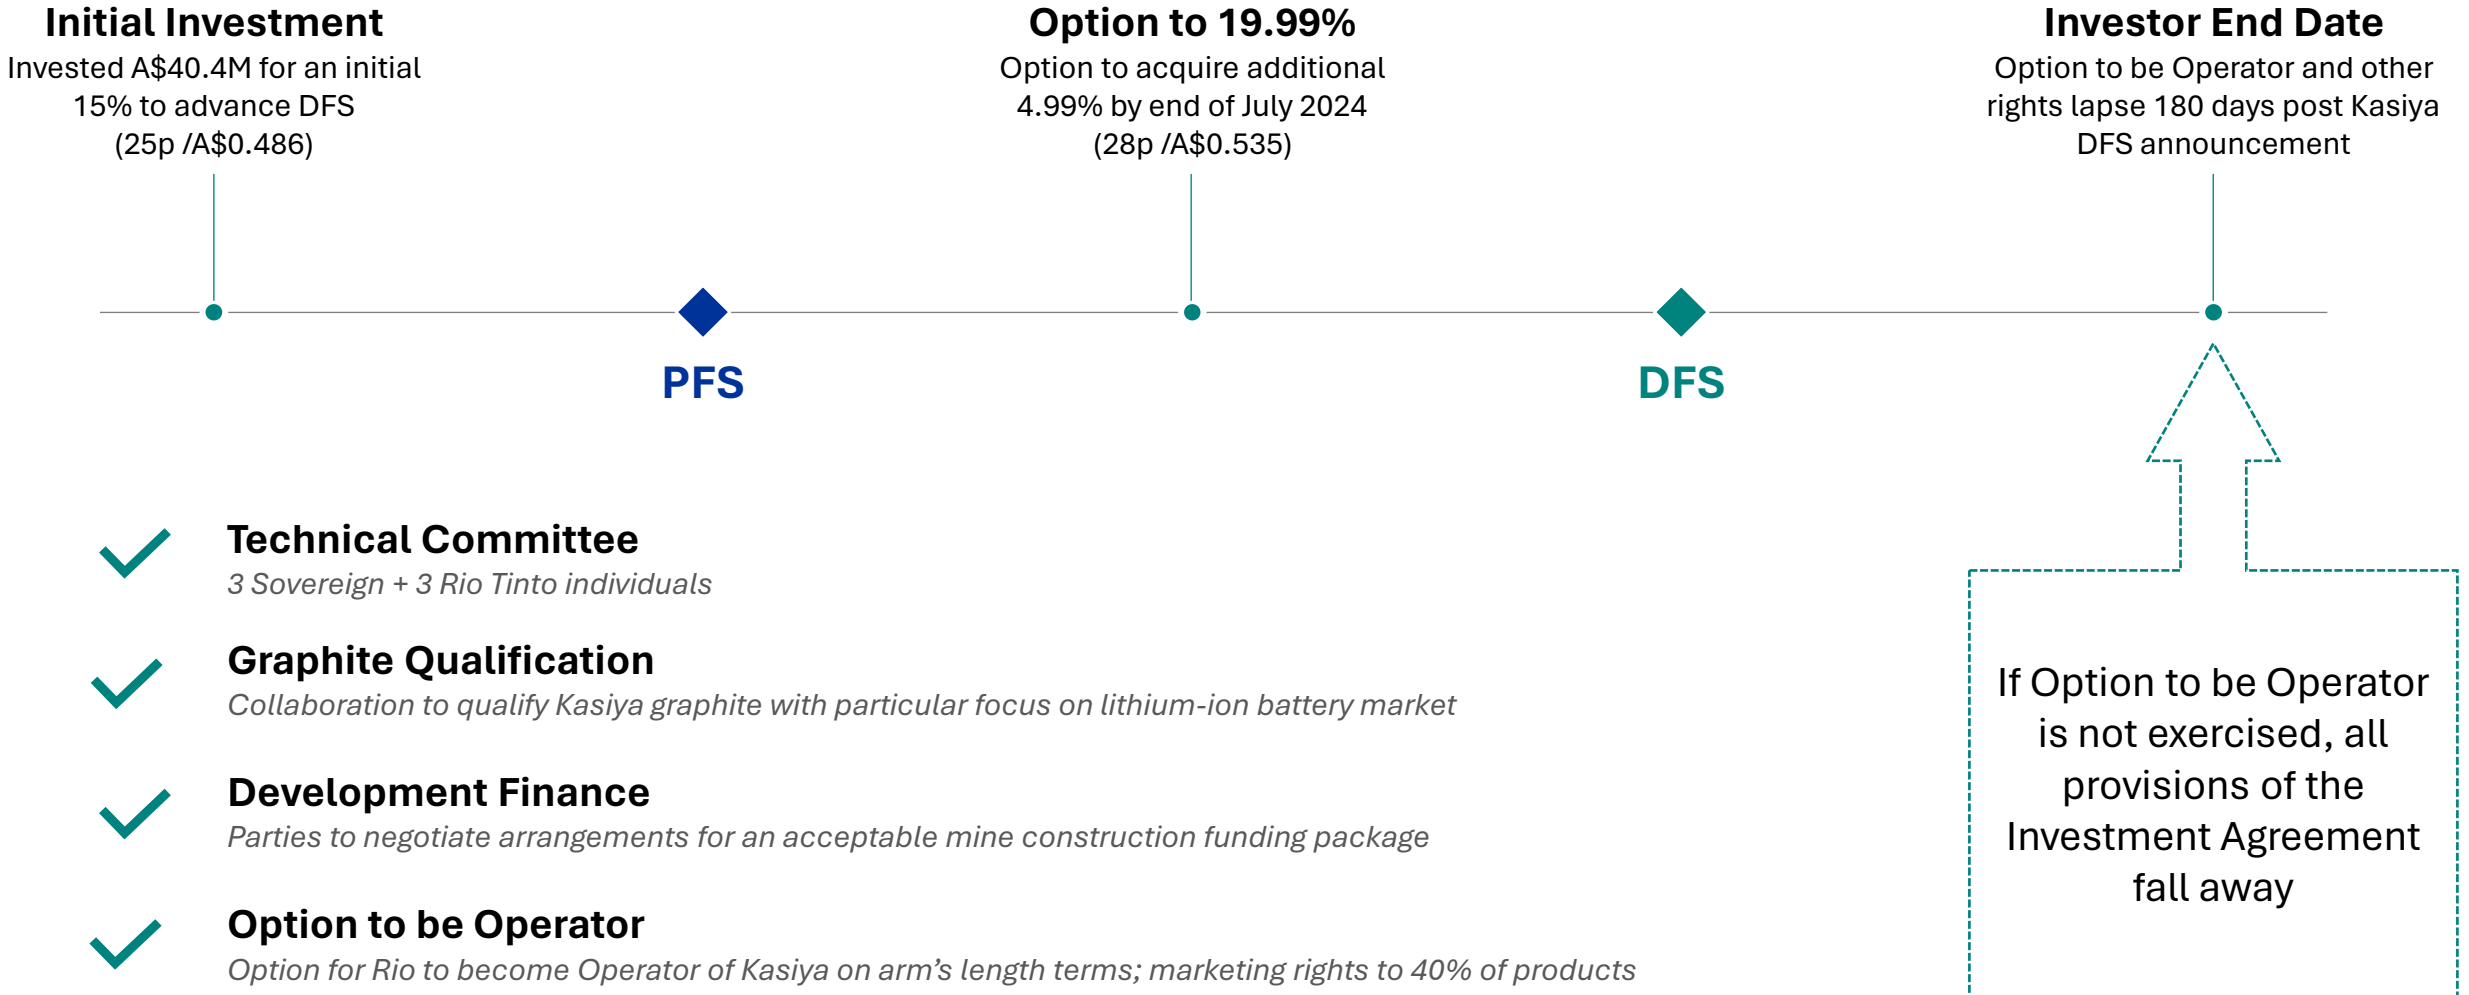 Initial Investment
Invested A$40.4M for an initial
15% to advance DFS
(25p /A$0.486)
Option to 19.99%
Option to acquire additional
4.99% by end of July 2024
(28p /A$0.535)
Investor End Date
Option to be Operator and other
rights lapse 180 days post Kasiya
DFS announcement
PFS
DFS
Technical Committee
3 Sovereign + 3 Rio Tinto individuals
Graphite Qualification
Collaboration to qualify Kasiya graphite with particular focus on lithium-ion battery market
Development Finance
Parties to negotiate arrangements for an acceptable mine construction funding package
Option to be Operator
Option for Rio to become Operator of Kasiya on arm’s length terms; marketing rights to 40% of products
If Option to be Operator
is not exercised, all
provisions of the
Investment Agreement
fall away